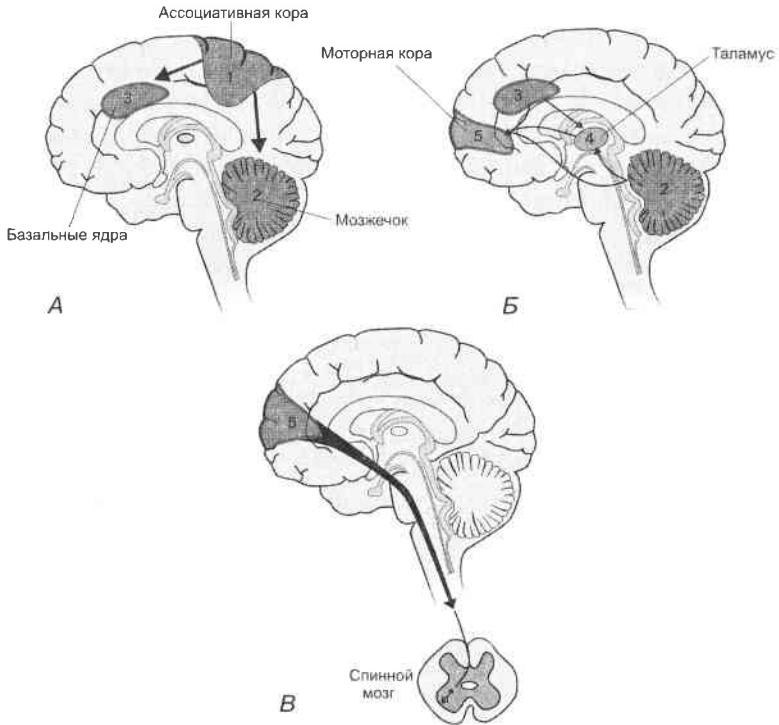 Ассоциативная кора
1
3
2
Базальные ядра
Мозжечок
А
Моторная кора
Таламус
3
5
4
2
Б
5
Спинной
мозг
В